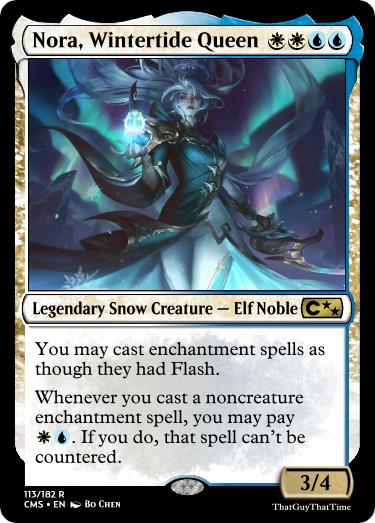 Nora, Wintertide Queen
Legendary Snow Creature — Elf Noble
You may cast enchantment spells as
though they had Flash.
Whenever you cast a noncreature
enchantment spell, you may pay
. If you do, that spell can't be
countered.
3/4
113/182 R
CMS • EN Bo Chen
ThatGuyThatTime